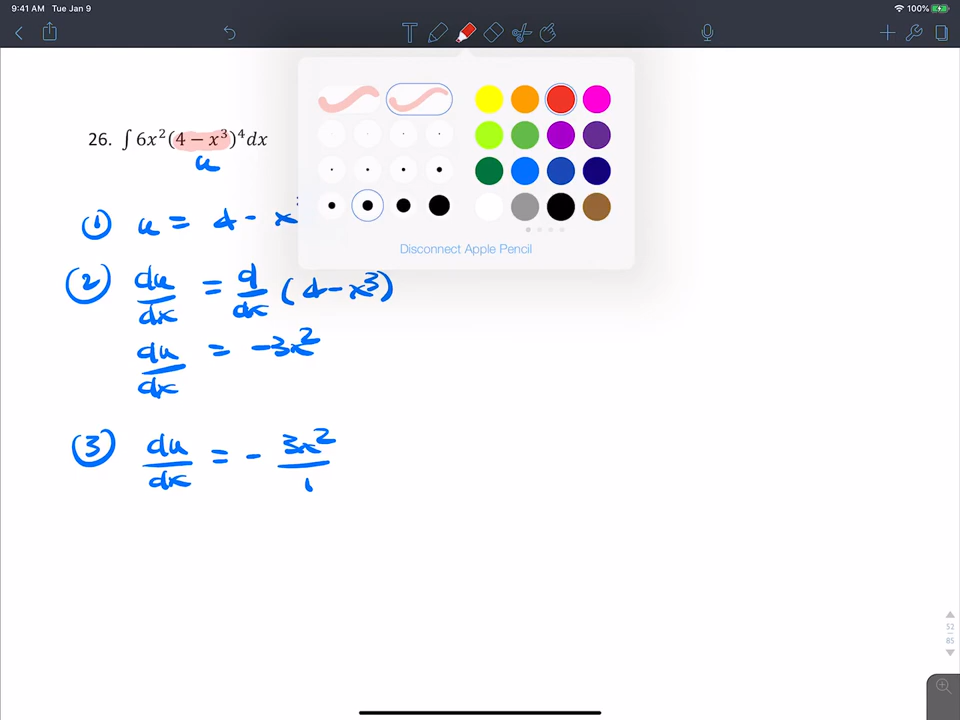 9:41 AM Tue Jan 9
100%
T
26. ∫ 6x²(4 − x³)⁴dx
u
① u = 4 - x
② du/dx = d/dx (4 - x³)
du/dx = -3x²
③ du/dx = - 3x²/1
Disconnect Apple Pencil
52
85